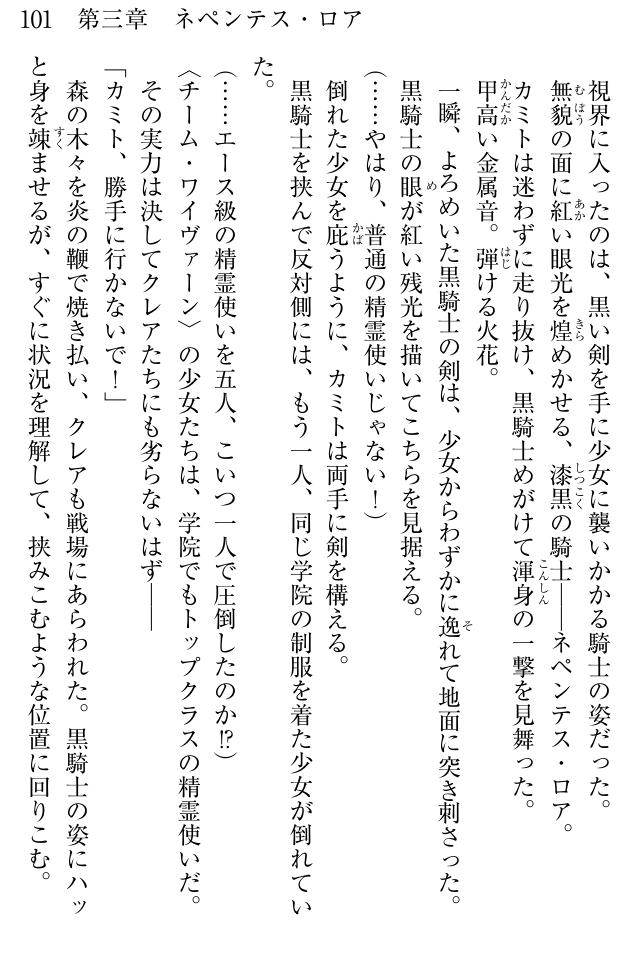 101　第三章　ネペンテス・ロア
視界に入ったのは、黒い剣を手に少女に襲いかかる騎士の姿だった。
無貌の面に紅い眼光を煌めかせる、漆黒の騎士――ネペンテス・ロア。
カミトは迷わずに走り抜け、黒騎士めがけて渾身の一撃を見舞った。
甲高い金属音。弾ける火花。
一瞬、よろめいた黒騎士の剣は、少女からわずかに逸れて地面に突き刺さった。
黒騎士の眼が紅い残光を描いてこちらを見据える。
（……やはり、普通の精霊使いじゃない！）
倒れた少女を庇うように、カミトは両手に剣を構える。
黒騎士を挟んで反対側には、もう一人、同じ学院の制服を着た少女が倒れてい
た。
（……エース級の精霊使いを五人、こいつ一人で圧倒したのか⁉）
〈チーム・ワイヴァーン〉の少女たちは、学院でもトップクラスの精霊使いだ。
その実力は決してクレアたちにも劣らないはず――
「カミト、勝手に行かないで！」
森の木々を炎の鞭で焼き払い、クレアも戦場にあらわれた。黒騎士の姿にハッ
と身を竦ませるが、すぐに状況を理解して、挟みこむような位置に回りこむ。